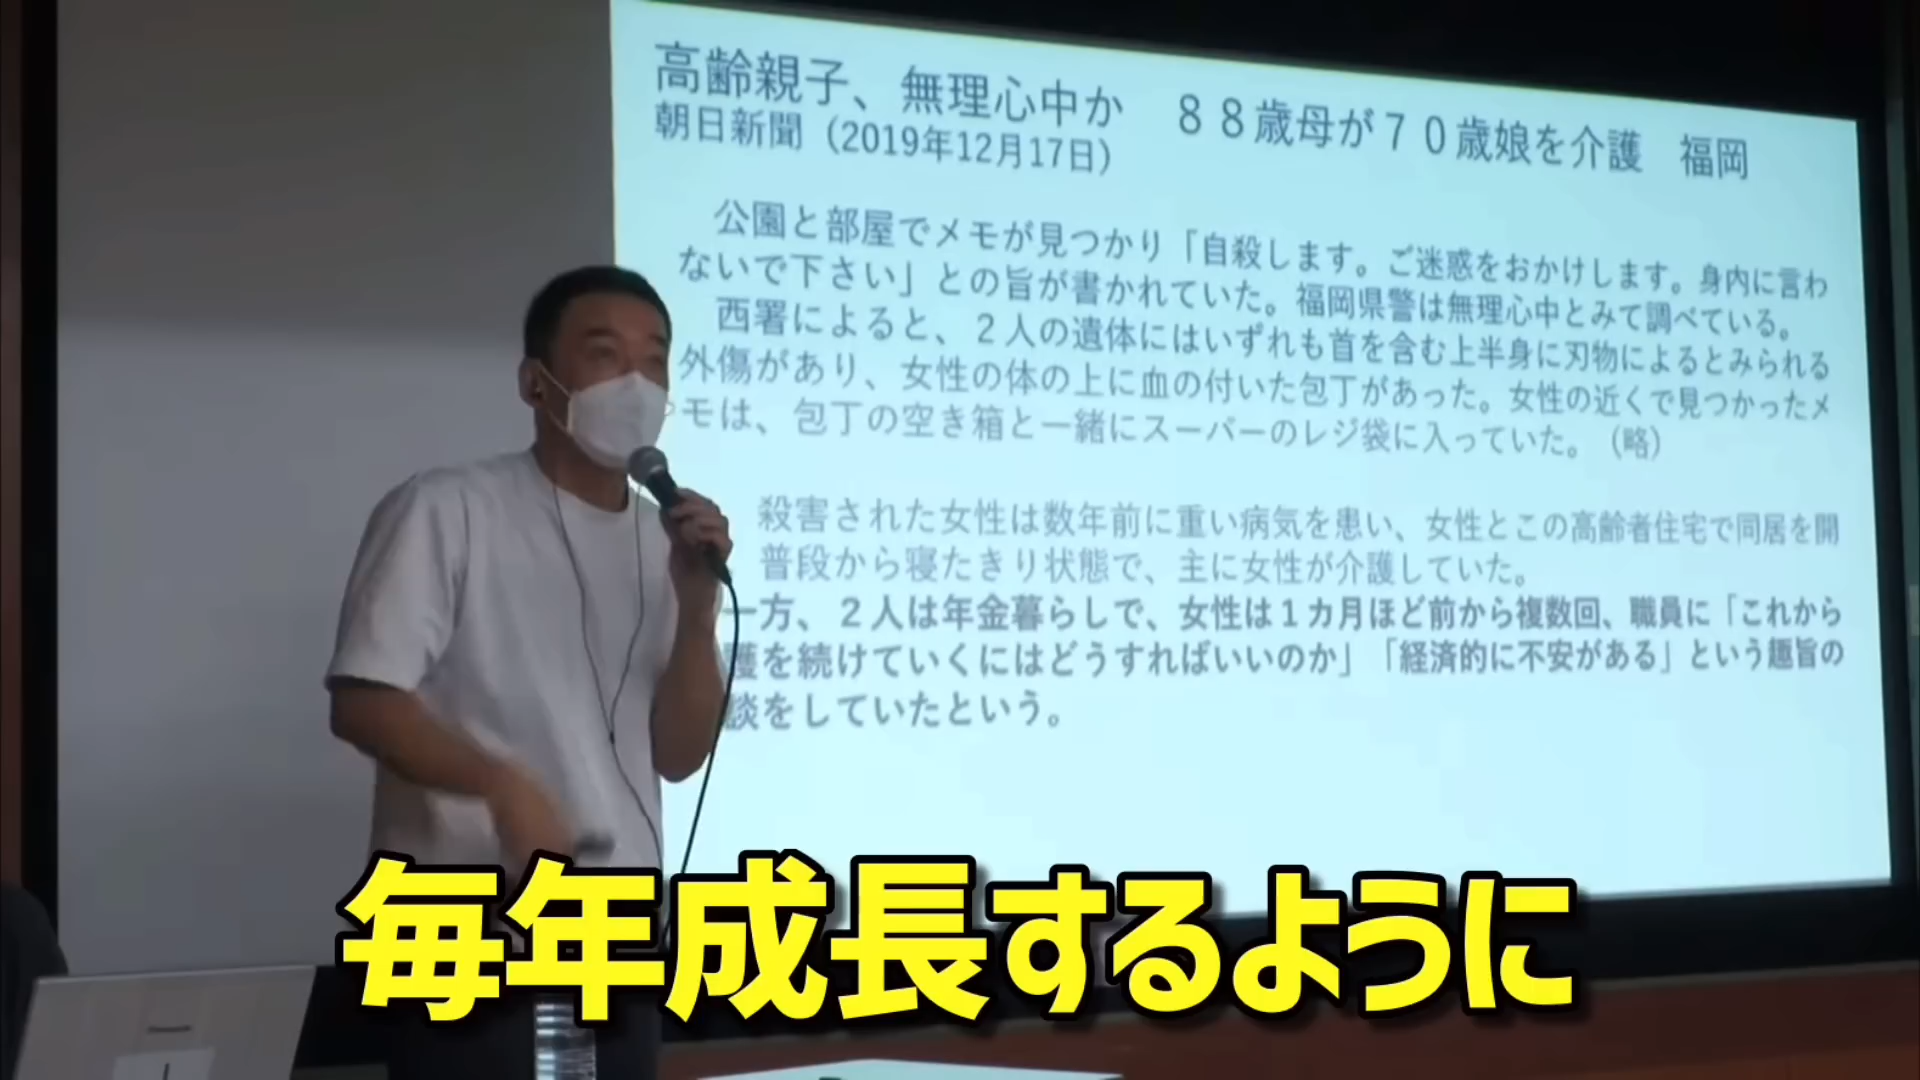 高齢親子、無理心中か　８８歳母が７０歳娘を介護　福岡
朝日新聞（2019年12月17日）
公園と部屋でメモが見つかり「自殺します。ご迷惑をおかけします。身内に言わ
ないで下さい」との旨が書かれていた。福岡県警は無理心中とみて調べている。
西署によると、２人の遺体にはいずれも首を含む上半身に刃物によるとみられる
外傷があり、女性の体の上に血の付いた包丁があった。女性の近くで見つかったメ
モは、包丁の空き箱と一緒にスーパーのレジ袋に入っていた。（略）
殺害された女性は数年前に重い病気を患い、女性とこの高齢者住宅で同居を開
普段から寝たきり状態で、主に女性が介護していた。
一方、２人は年金暮らしで、女性は１カ月ほど前から複数回、職員に「これから
護を続けていくにはどうすればいいのか」「経済的に不安がある」という趣旨の
談をしていたという。
毎年成長するように